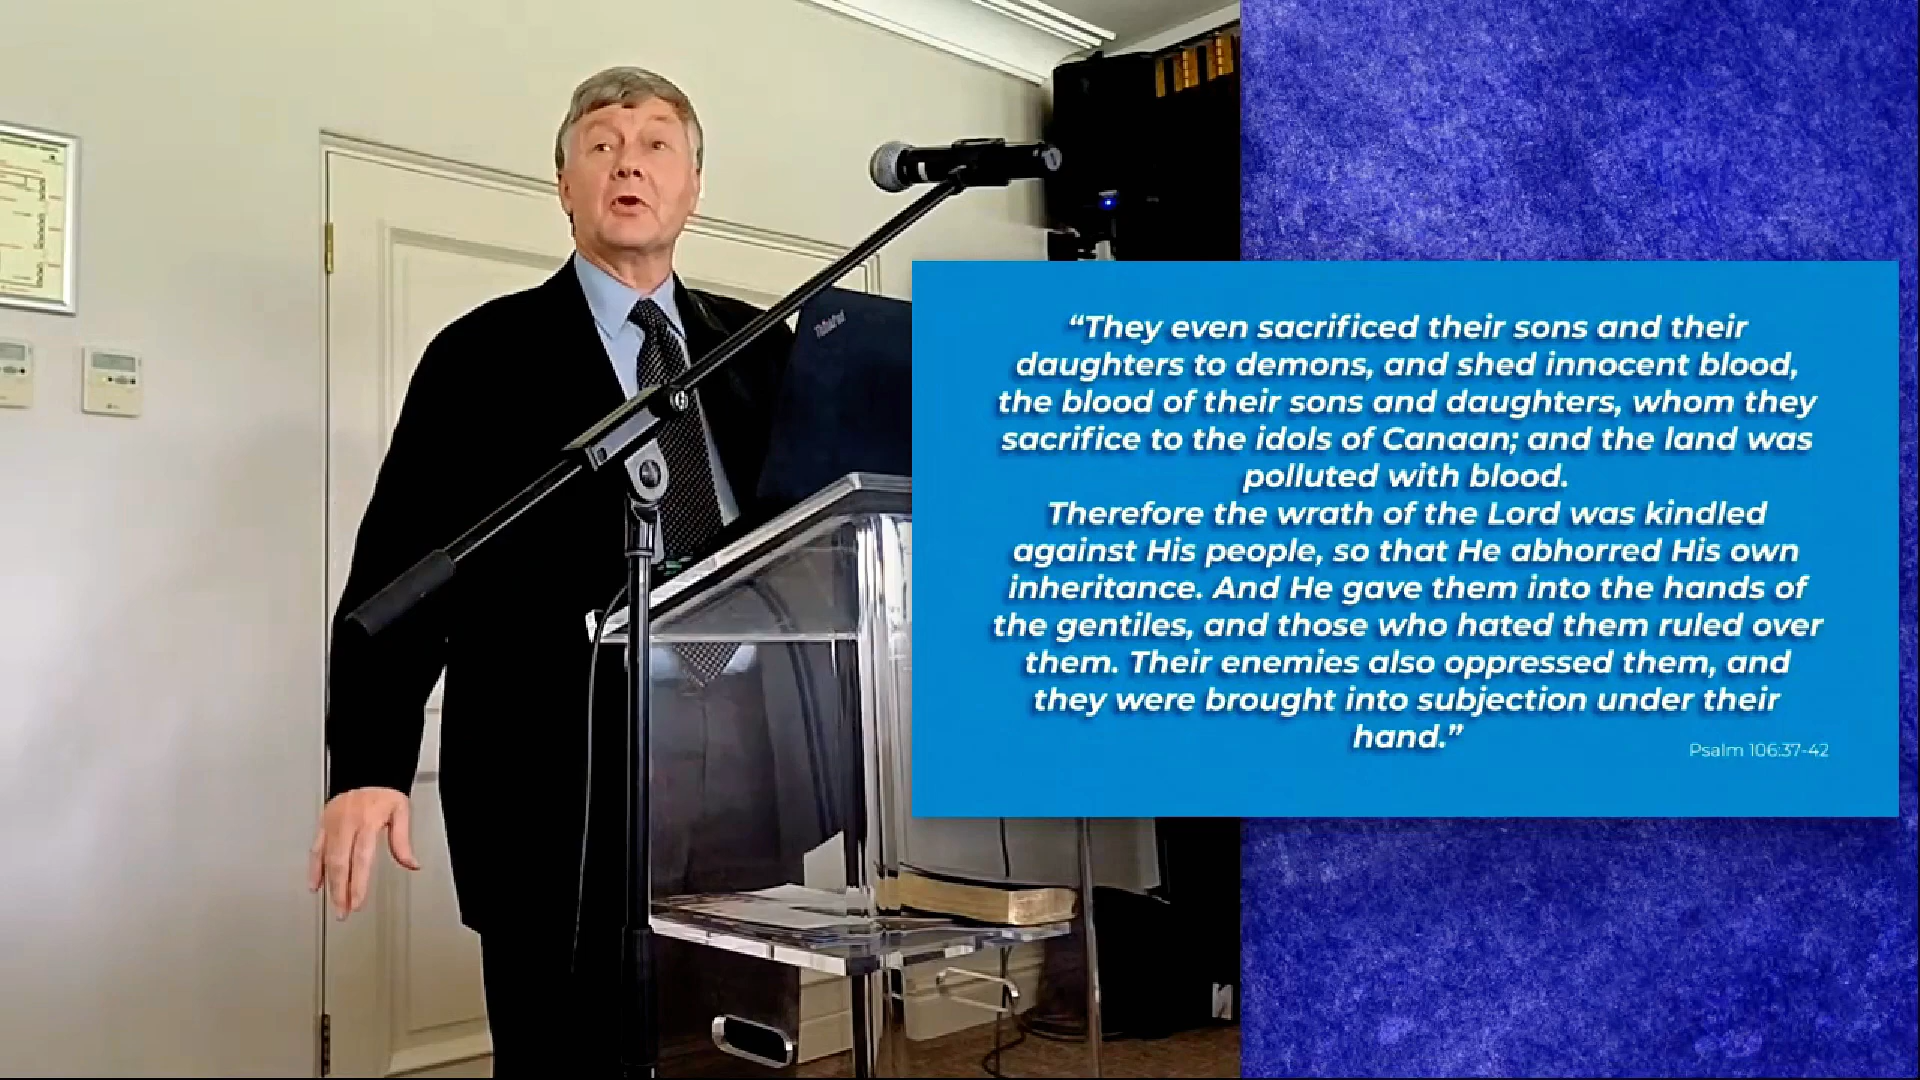 ThinkPad
“They even sacrificed their sons and their
daughters to demons, and shed innocent blood,
the blood of their sons and daughters, whom they
sacrifice to the idols of Canaan; and the land was
polluted with blood.
Therefore the wrath of the Lord was kindled
against His people, so that He abhorred His own
inheritance. And He gave them into the hands of
the gentiles, and those who hated them ruled over
them. Their enemies also oppressed them, and
they were brought into subjection under their
hand.”
Psalm 106:37-42